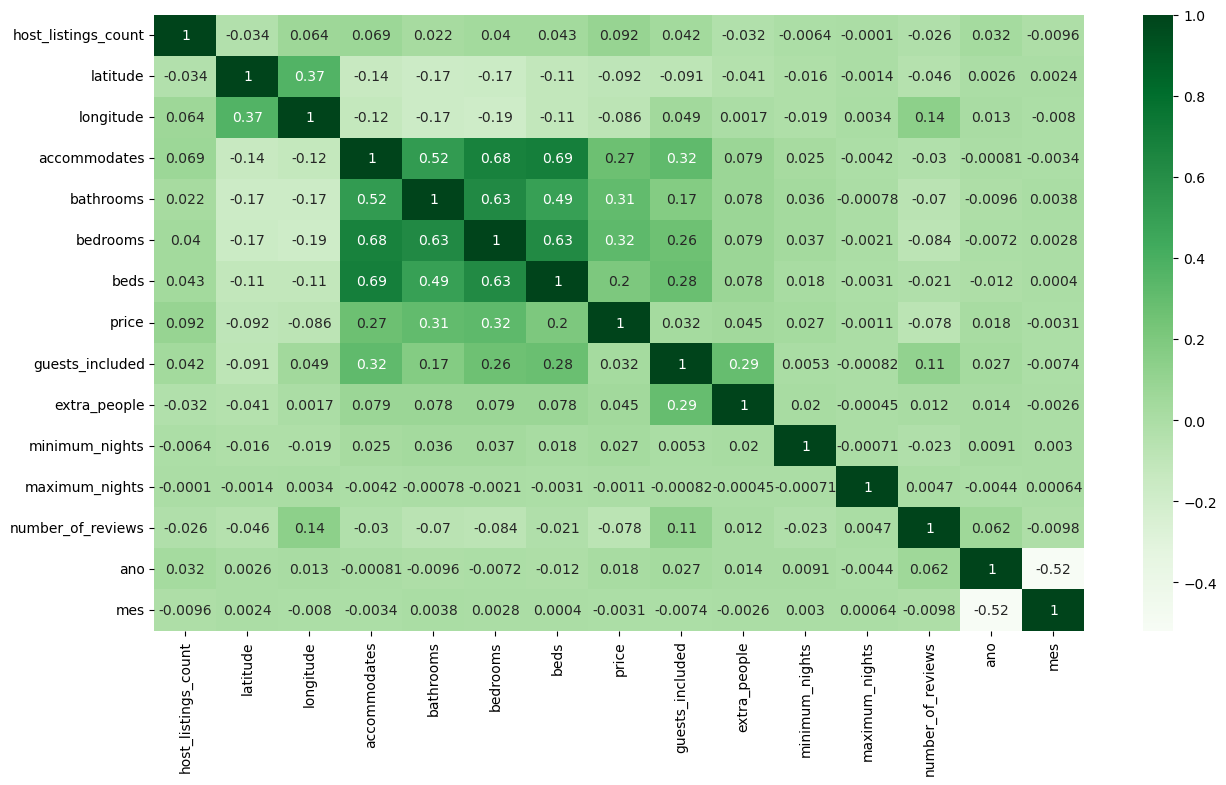 host_listings_count 1 -0.034 0.064 0.069 0.022 0.04 0.043 0.092 0.042 -0.032 -0.0064 -0.0001 -0.026 0.032 -0.0096
latitude -0.034 1 0.37 -0.14 -0.17 -0.17 -0.11 -0.092 -0.091 -0.041 -0.016 -0.0014 -0.046 0.0026 0.0024
longitude 0.064 0.37 1 -0.12 -0.17 -0.19 -0.11 -0.086 0.049 0.0017 -0.019 0.0034 0.14 0.013 -0.008
accommodates 0.069 -0.14 -0.12 1 0.52 0.68 0.69 0.27 0.32 0.079 0.025 -0.0042 -0.03 -0.00081 -0.0034
bathrooms 0.022 -0.17 -0.17 0.52 1 0.63 0.49 0.31 0.17 0.078 0.036 -0.00078 -0.07 -0.0096 0.0038
bedrooms 0.04 -0.17 -0.19 0.68 0.63 1 0.63 0.32 0.26 0.079 0.037 -0.0021 -0.084 -0.0072 0.0028
beds 0.043 -0.11 -0.11 0.69 0.49 0.63 1 0.2 0.28 0.078 0.018 -0.0031 -0.021 -0.012 0.0004
price 0.092 -0.092 -0.086 0.27 0.31 0.32 0.2 1 0.032 0.045 0.027 -0.0011 -0.078 0.018 -0.0031
guests_included 0.042 -0.091 0.049 0.32 0.17 0.26 0.28 0.032 1 0.29 0.0053 -0.00082 0.11 0.027 -0.0074
extra_people -0.032 -0.041 0.0017 0.079 0.078 0.079 0.078 0.045 0.29 1 0.02 -0.00045 0.012 0.014 -0.0026
minimum_nights -0.0064 -0.016 -0.019 0.025 0.036 0.037 0.018 0.027 0.0053 0.02 1 -0.00071 -0.023 0.0091 0.003
maximum_nights -0.0001 -0.0014 0.0034 -0.0042 -0.00078 -0.0021 -0.0031 -0.0011 -0.00082 -0.00045 -0.00071 1 0.0047 -0.0044 0.00064
number_of_reviews -0.026 -0.046 0.14 -0.03 -0.07 -0.084 -0.021 -0.078 0.11 0.012 -0.023 0.0047 1 0.062 -0.0098
ano 0.032 0.0026 0.013 -0.00081 -0.0096 -0.0072 -0.012 0.018 0.027 0.014 0.0091 -0.0044 0.062 1 -0.52
mes -0.0096 0.0024 -0.008 -0.0034 0.0038 0.0028 0.0004 -0.0031 -0.0074 -0.0026 0.003 0.00064 -0.0098 -0.52 1
host_listings_count
latitude
longitude
accommodates
bathrooms
bedrooms
beds
price
guests_included
extra_people
minimum_nights
maximum_nights
number_of_reviews
ano
mes
1.0
0.8
0.6
0.4
0.2
0.0
−0.2
−0.4